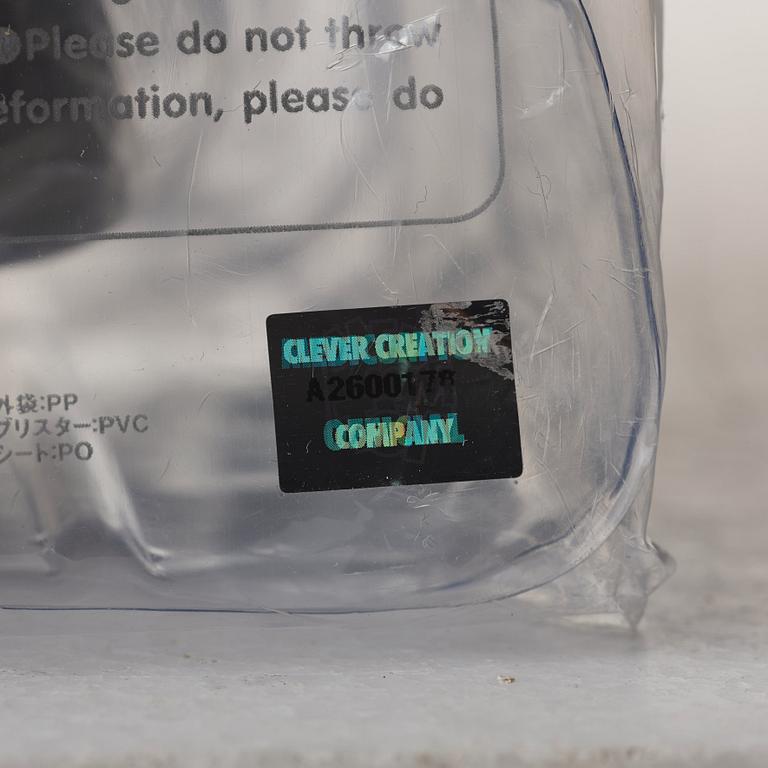 Please do not throw
eformation, please do
CLEVER CREATION
A2600178
COMPANY
外袋:PP
ブリスター:PVC
シート:PO